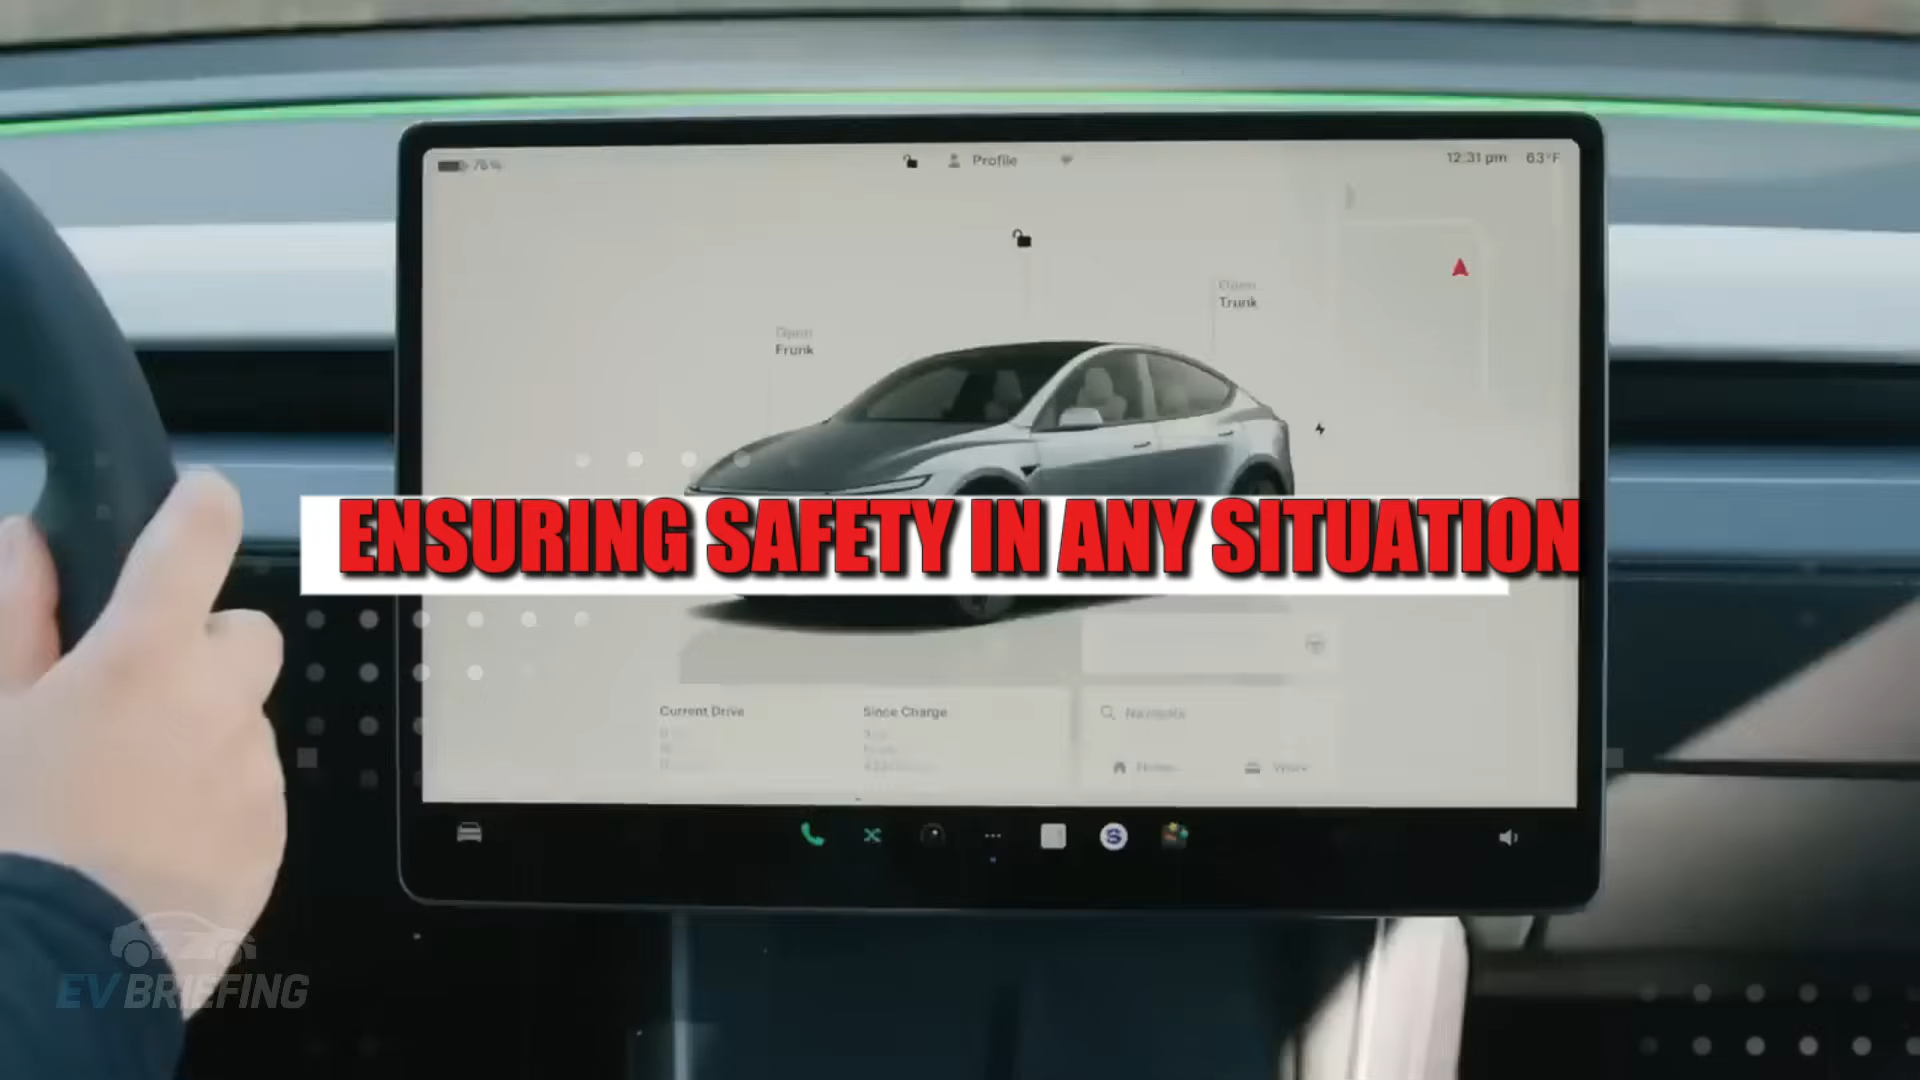 76%
Profile
12:31 pm 63°F
Open
Trunk
Open
Frunk
ENSURING SAFETY IN ANY SITUATION
Current Drive
Since Charge
Navigate
Home
Work
S
EV BRIEFING